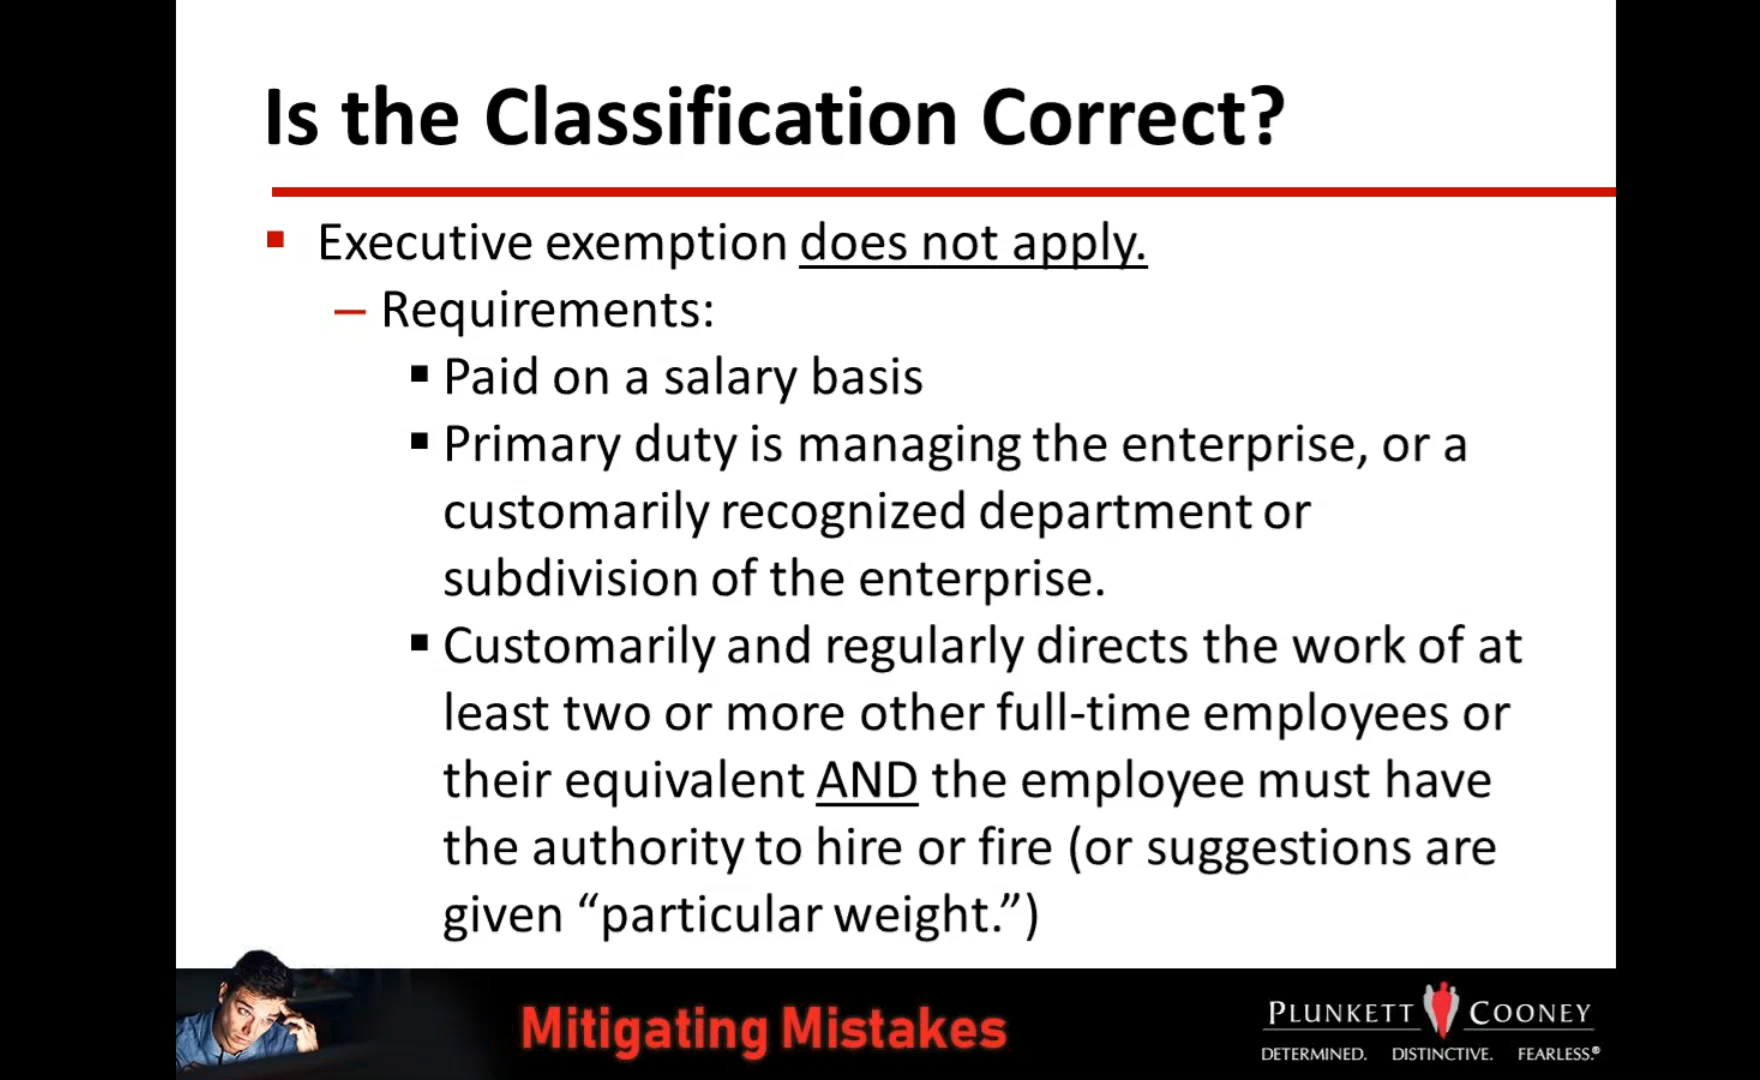 Is the Classification Correct?
▪ Executive exemption does not apply.
– Requirements:
▪ Paid on a salary basis
▪ Primary duty is managing the enterprise, or a
customarily recognized department or
subdivision of the enterprise.
▪ Customarily and regularly directs the work of at
least two or more other full-time employees or
their equivalent AND the employee must have
the authority to hire or fire (or suggestions are
given “particular weight.”)
Mitigating Mistakes
PLUNKETT COONEY
DETERMINED. DISTINCTIVE. FEARLESS.®